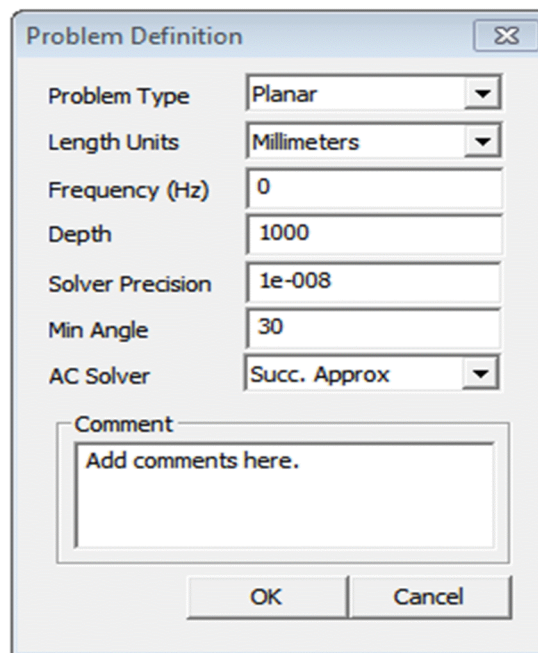 Problem Definition
Problem Type Planar
Length Units Millimeters
Frequency (Hz) 0
Depth 1000
Solver Precision 1e-008
Min Angle 30
AC Solver Succ. Approx
Comment
Add comments here.
OK Cancel